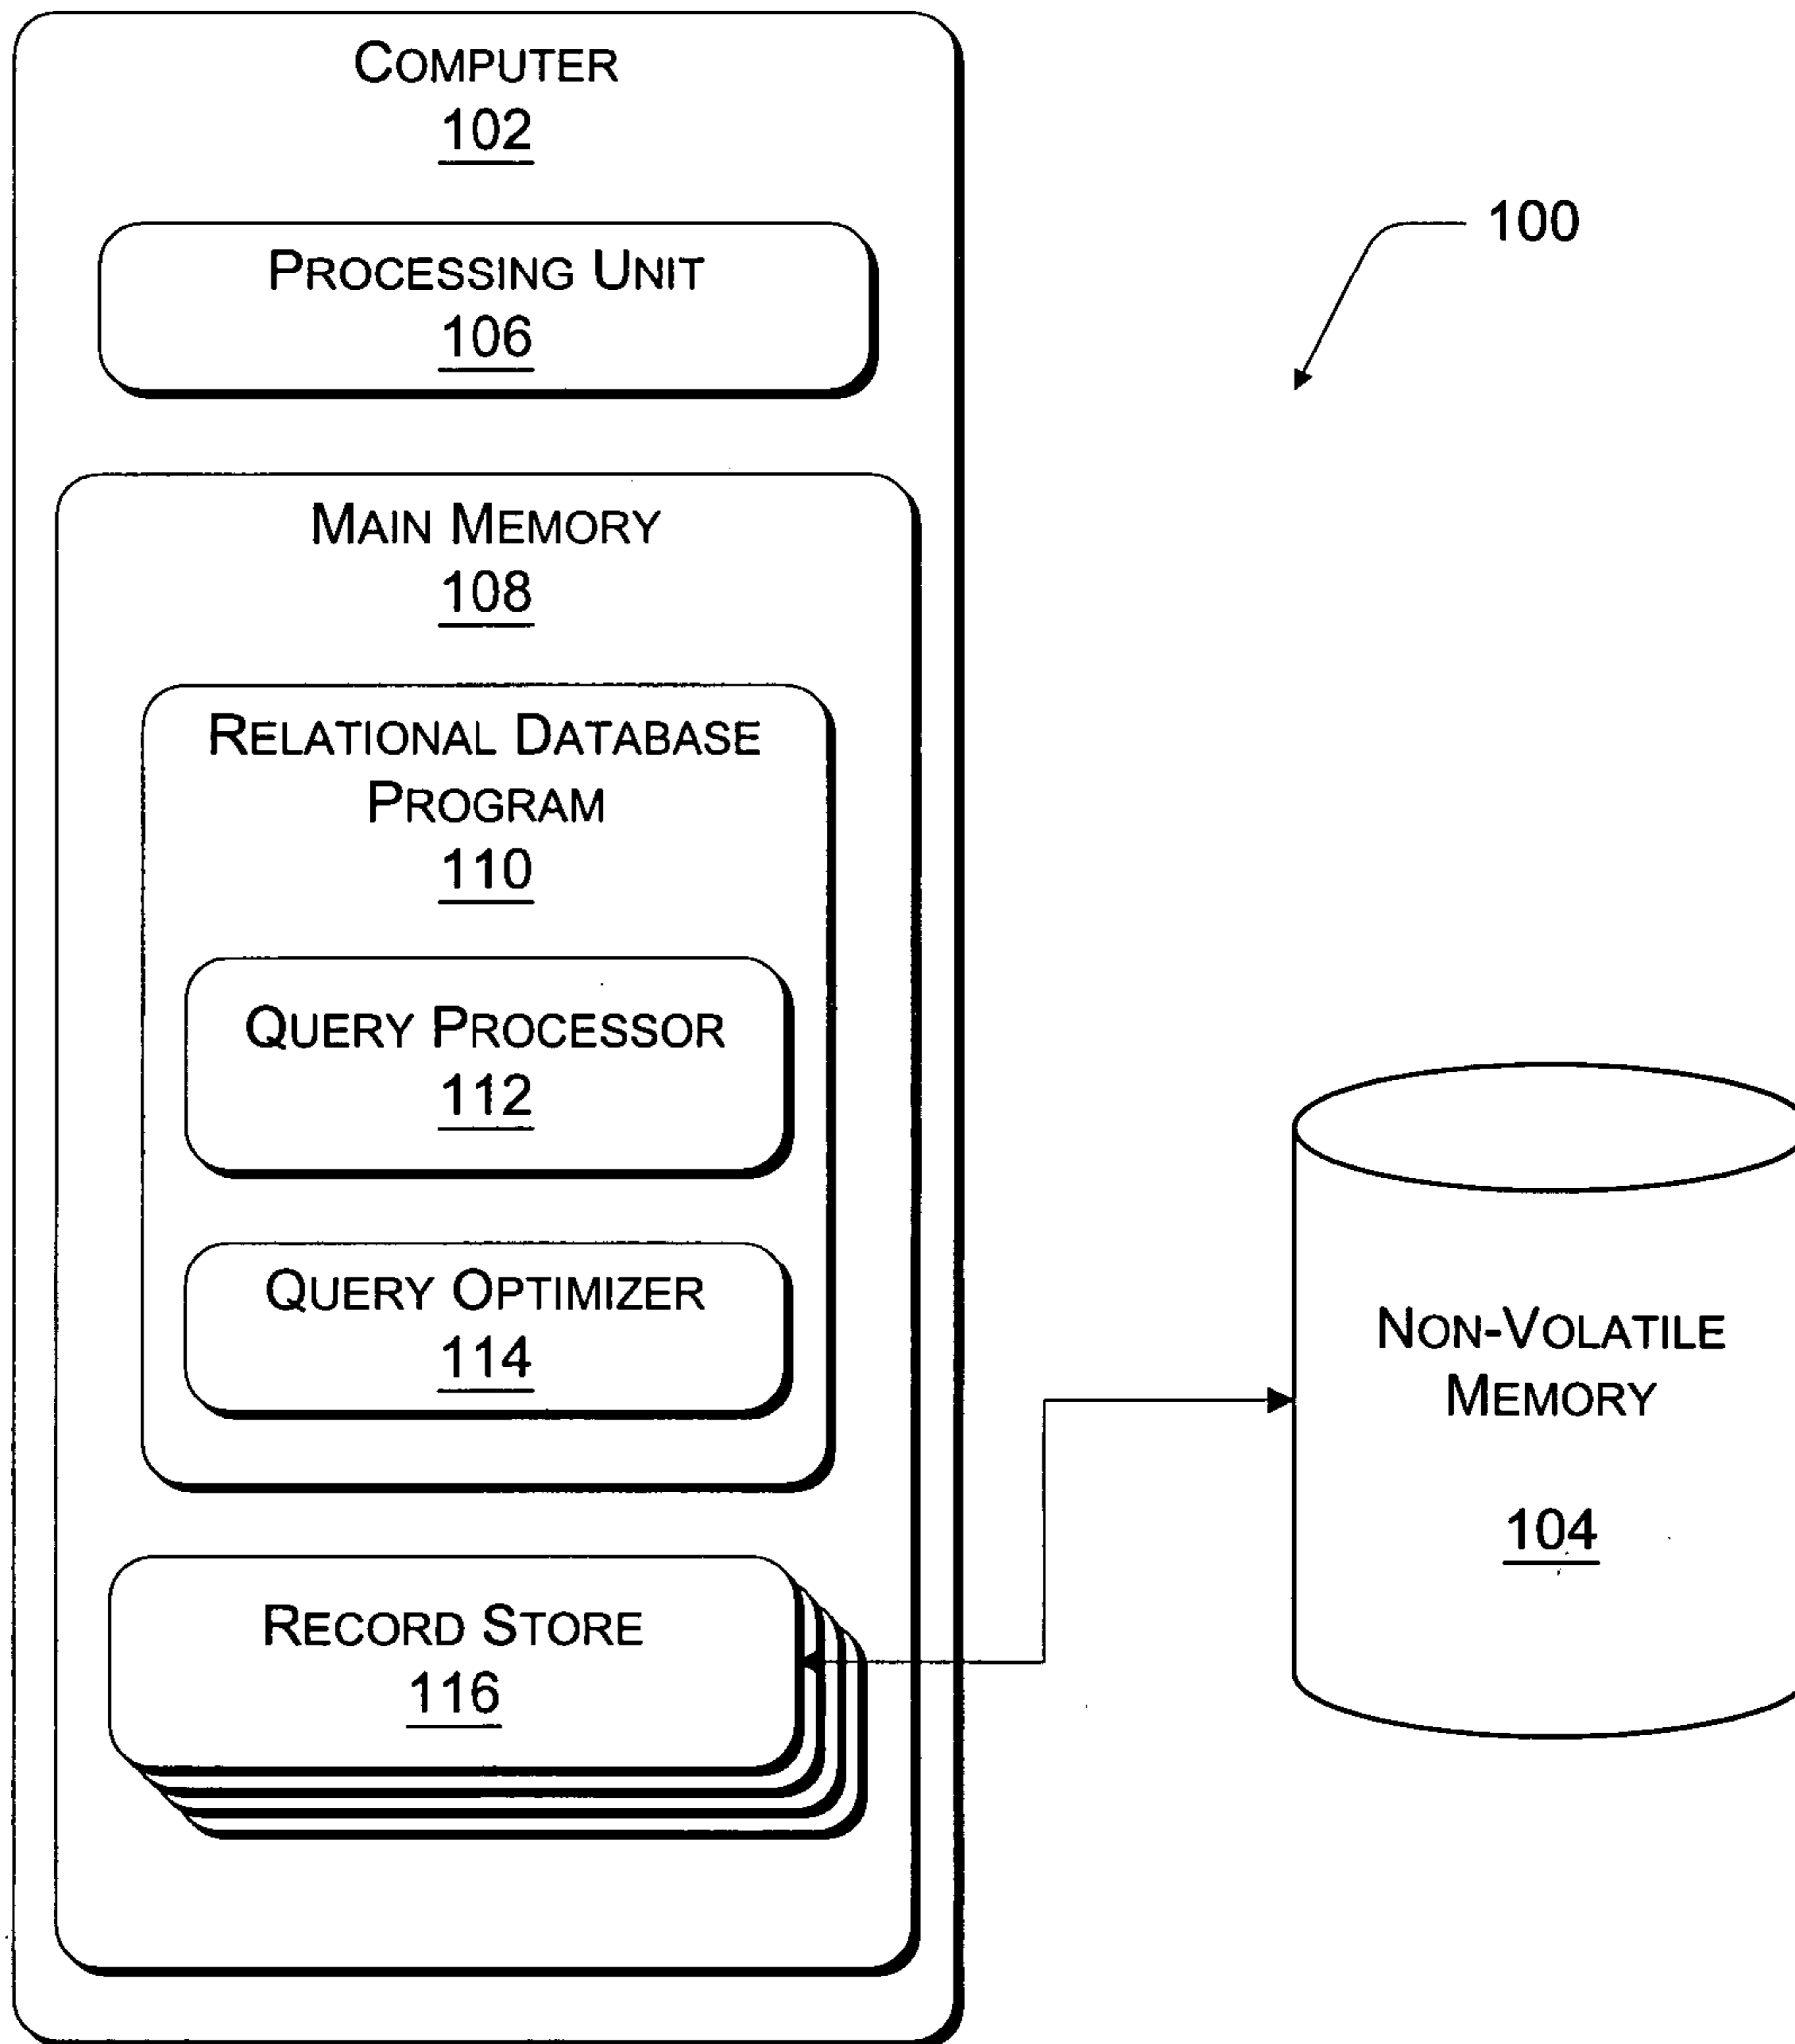 COMPUTER
102
PROCESSING UNIT
106
100
MAIN MEMORY
108
RELATIONAL DATABASE
PROGRAM
110
QUERY PROCESSOR
112
QUERY OPTIMIZER
114
NON-VOLATILE
MEMORY
104
RECORD STORE
116